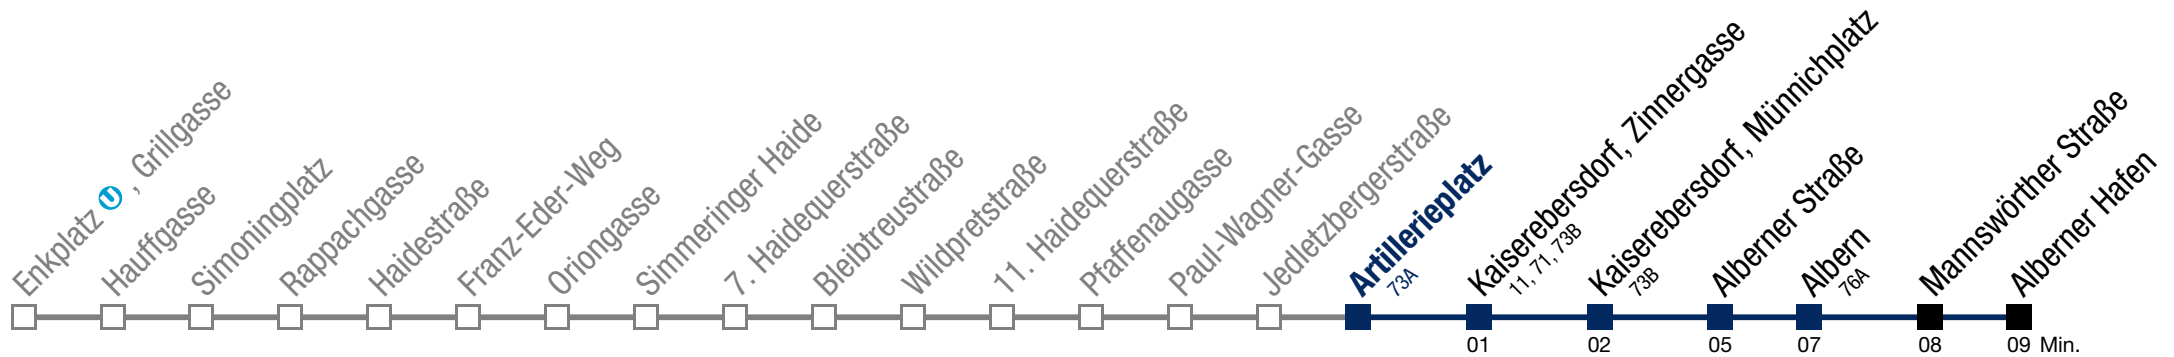 Enkplatz U, Grillgasse
Hauffgasse
Simoningplatz
Rappachgasse
Haidestraße
Franz-Eder-Weg
Oriongasse
Simmeringer Haide
7. Haidequerstraße
Bleibtreustraße
Wildpretstraße
11. Haidequerstraße
Pfaffenaugasse
Paul-Wagner-Gasse
Jedletzbergerstraße
Artillerieplatz
73A
Kaiserebersdorf, Zinnergasse
11, 71, 73B
Kaiserebersdorf, Münnichplatz
73B
Alberner Straße
Albern
76A
Mannswörther Straße
Alberner Hafen
01 02 05 07 08 09 Min.